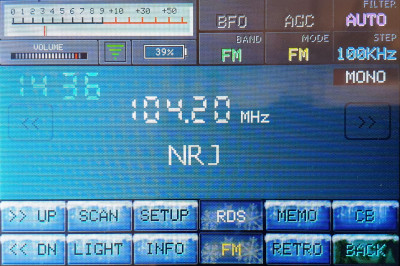 0 1 2 3 4 5 6 7 8 9 +10 +30 +50
BFO AGC FILTER AUTO
VOLUME 39% BAND FM MODE FM STEP 100KHz
14 36 MONO
<< 104.20 MHz >>
NRJ
>> UP SCAN SETUP RDS MEMO CB
<< DN LIGHT INFO FM RETRO BACK